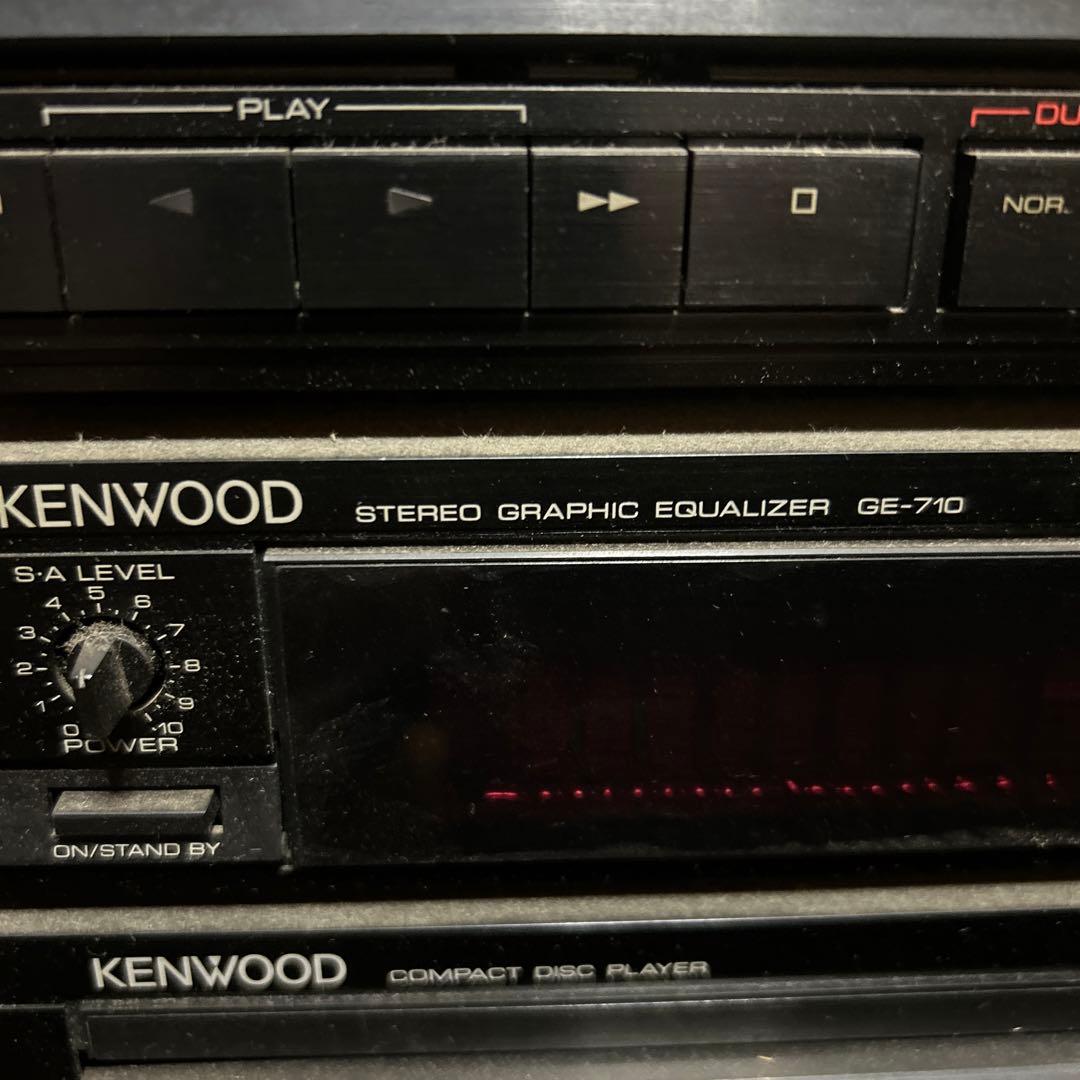 PLAY
DU
NOR.
KENWOOD STEREO GRAPHIC EQUALIZER GE-710
S·A LEVEL
0 1 2 3 4 5 6 7 8 9 10
POWER
ON/STAND BY
KENWOOD COMPACT DISC PLAYER